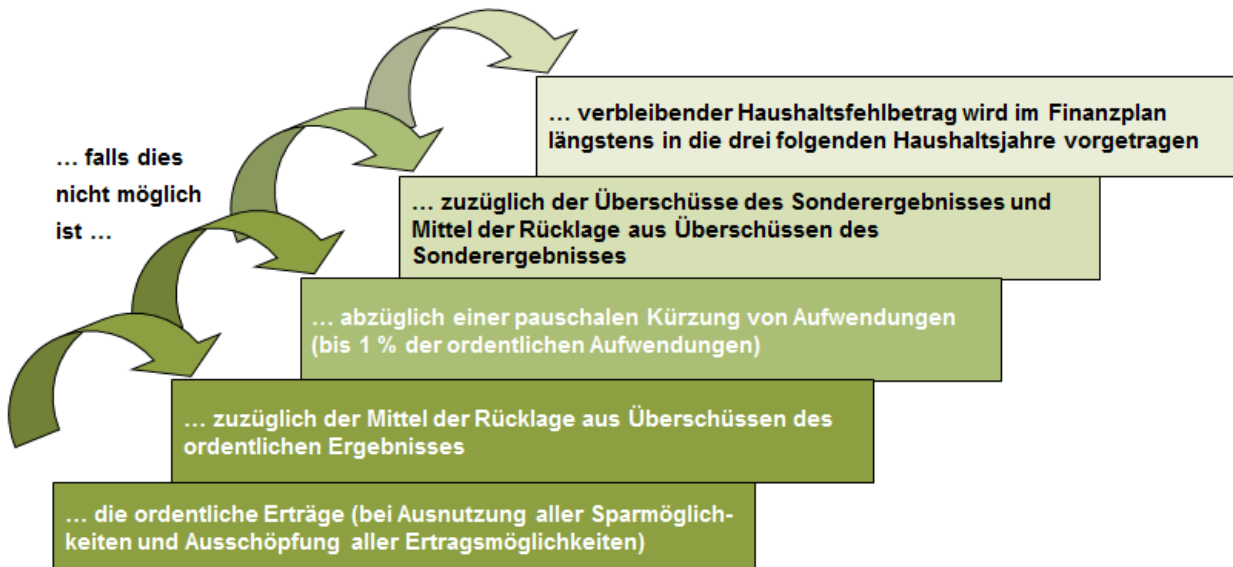 … verbleibender Haushaltsfehlbetrag wird im Finanzplan
längstens in die drei folgenden Haushaltsjahre vorgetragen
… falls dies
nicht möglich
ist …
… zuzüglich der Überschüsse des Sonderergebnisses und
Mittel der Rücklage aus Überschüssen des
Sonderergebnisses
… abzüglich einer pauschalen Kürzung von Aufwendungen
(bis 1 % der ordentlichen Aufwendungen)
… zuzüglich der Mittel der Rücklage aus Überschüssen des
ordentlichen Ergebnisses
… die ordentliche Erträge (bei Ausnutzung aller Sparmöglich-
keiten und Ausschöpfung aller Ertragsmöglichkeiten)